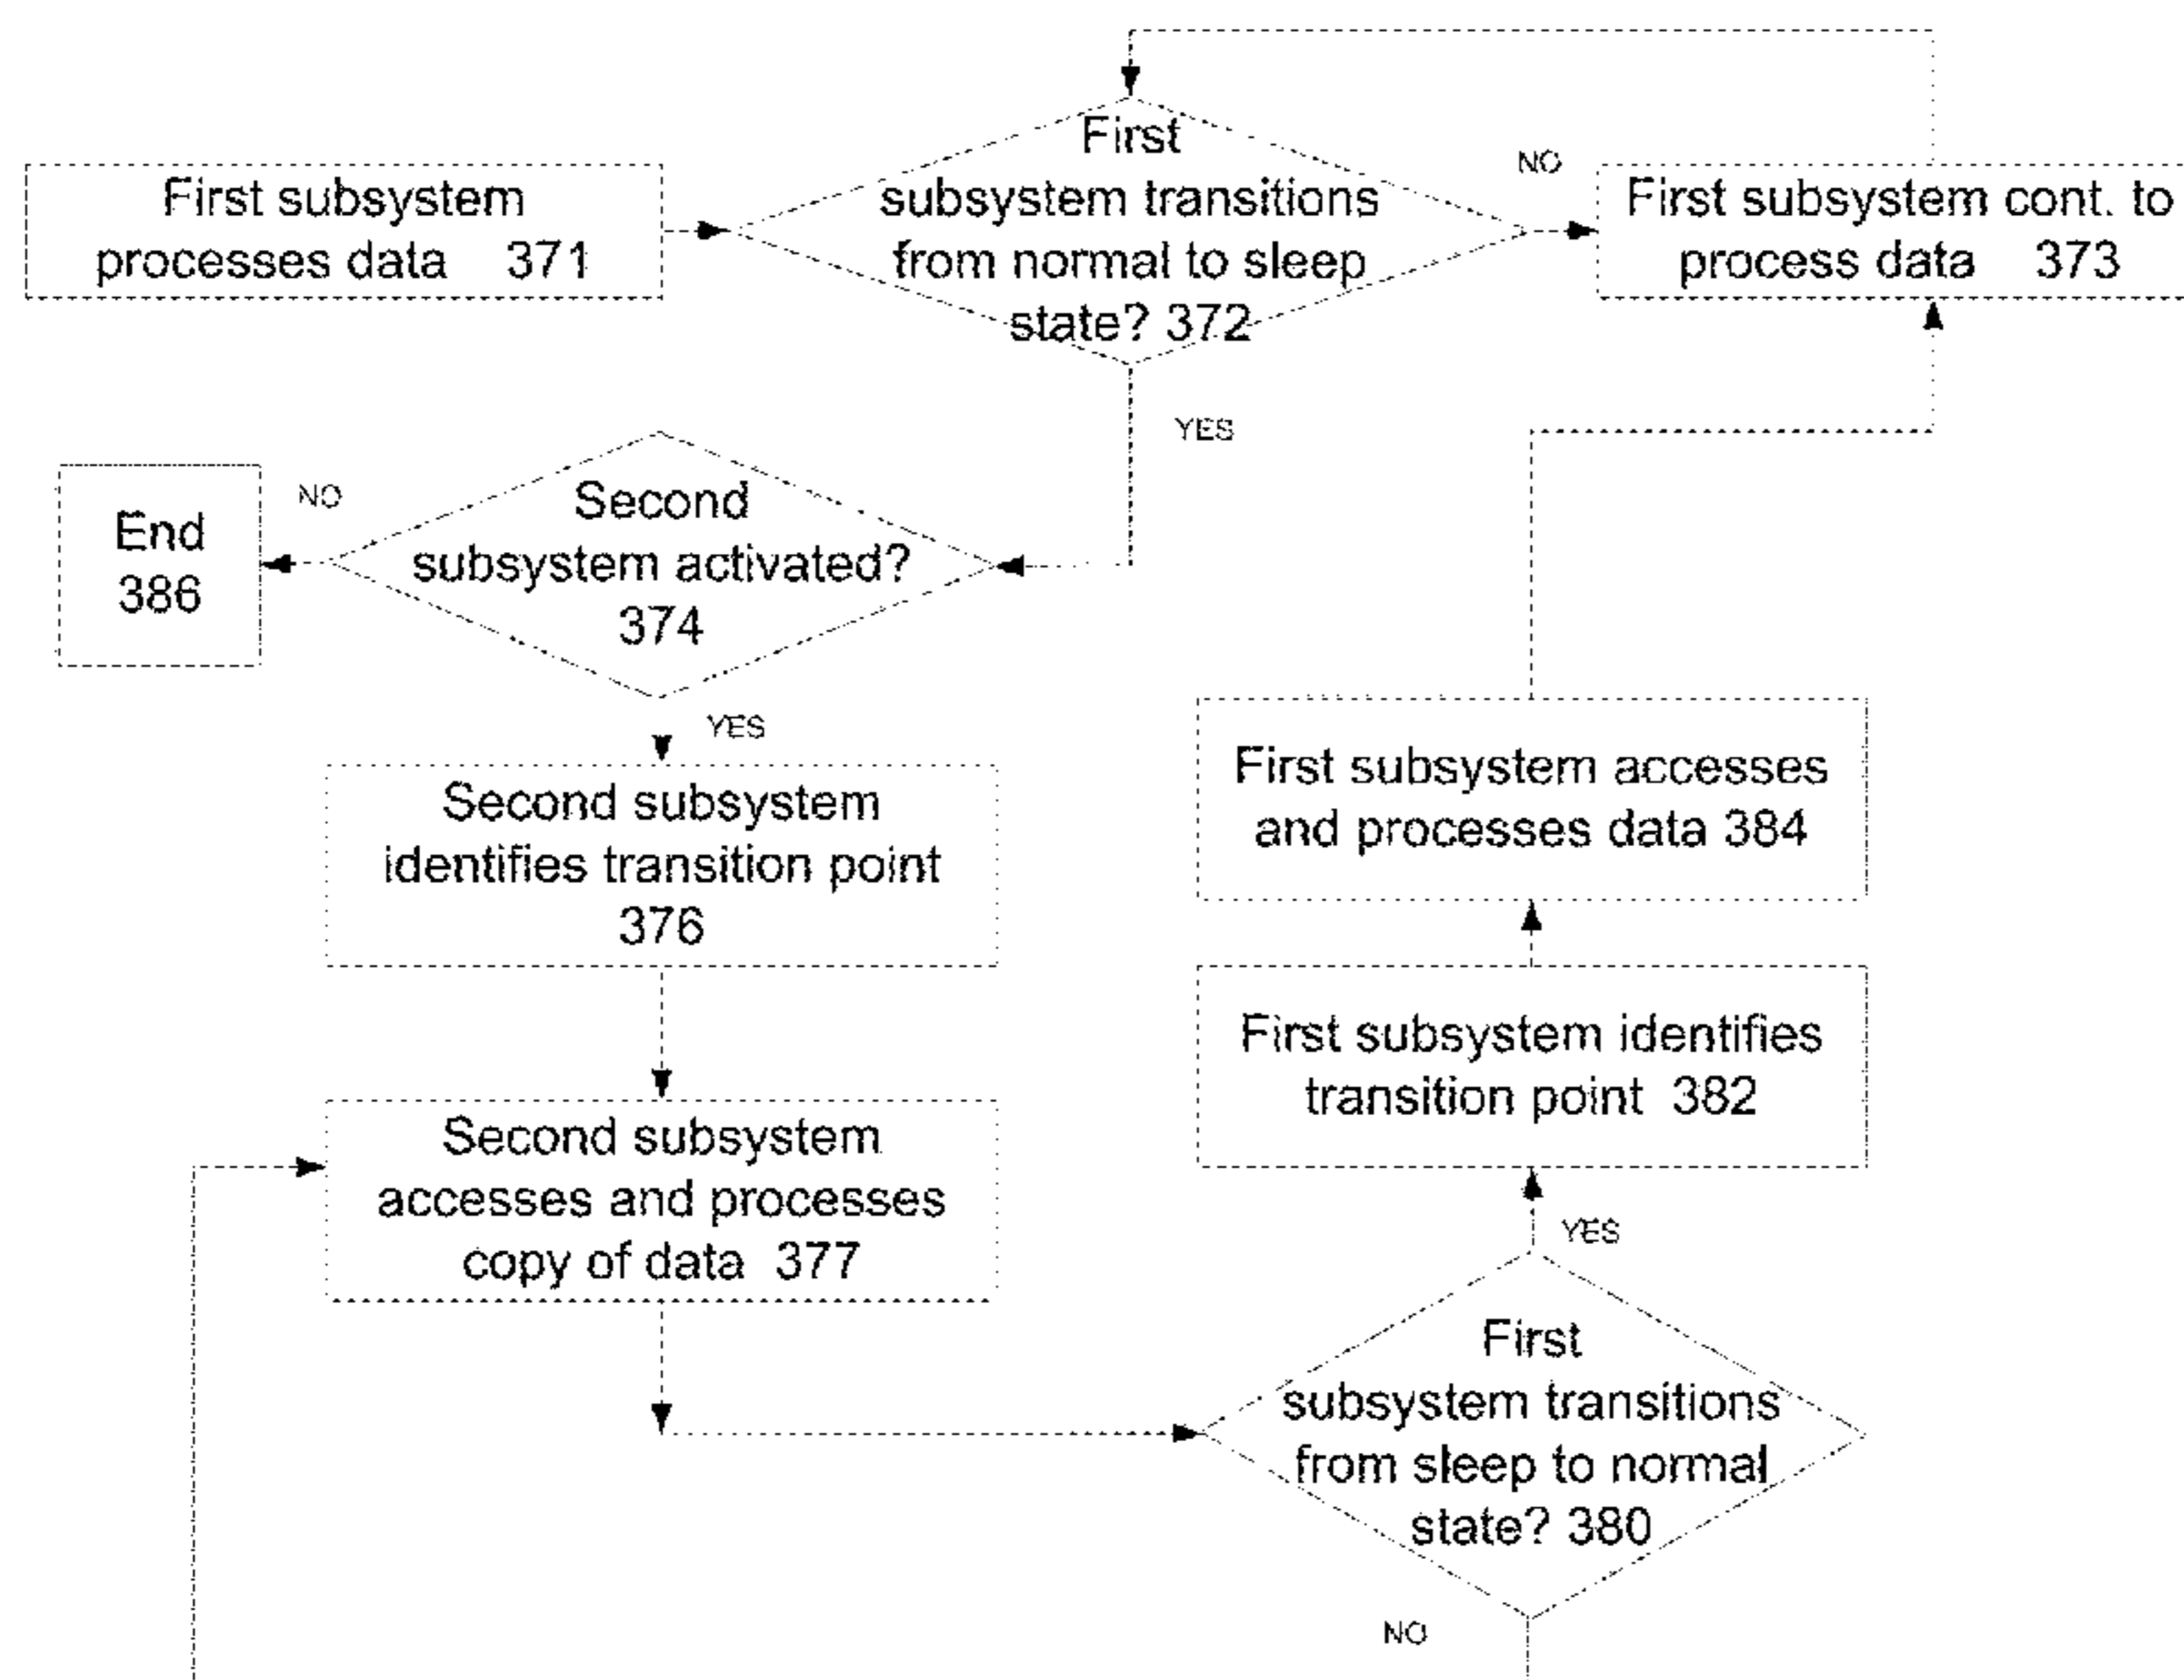 First subsystem
processes data 371
First
subsystem transitions
from normal to sleep
state? 372
NO
First subsystem cont. to
process data 373
YES
End
386
NO
Second
subsystem activated?
374
YES
Second subsystem
identifies transition point
376
First subsystem accesses
and processes data 384
First subsystem identifies
transition point 382
Second subsystem
accesses and processes
copy of data 377
YES
First
subsystem transitions
from sleep to normal
state? 380
NO